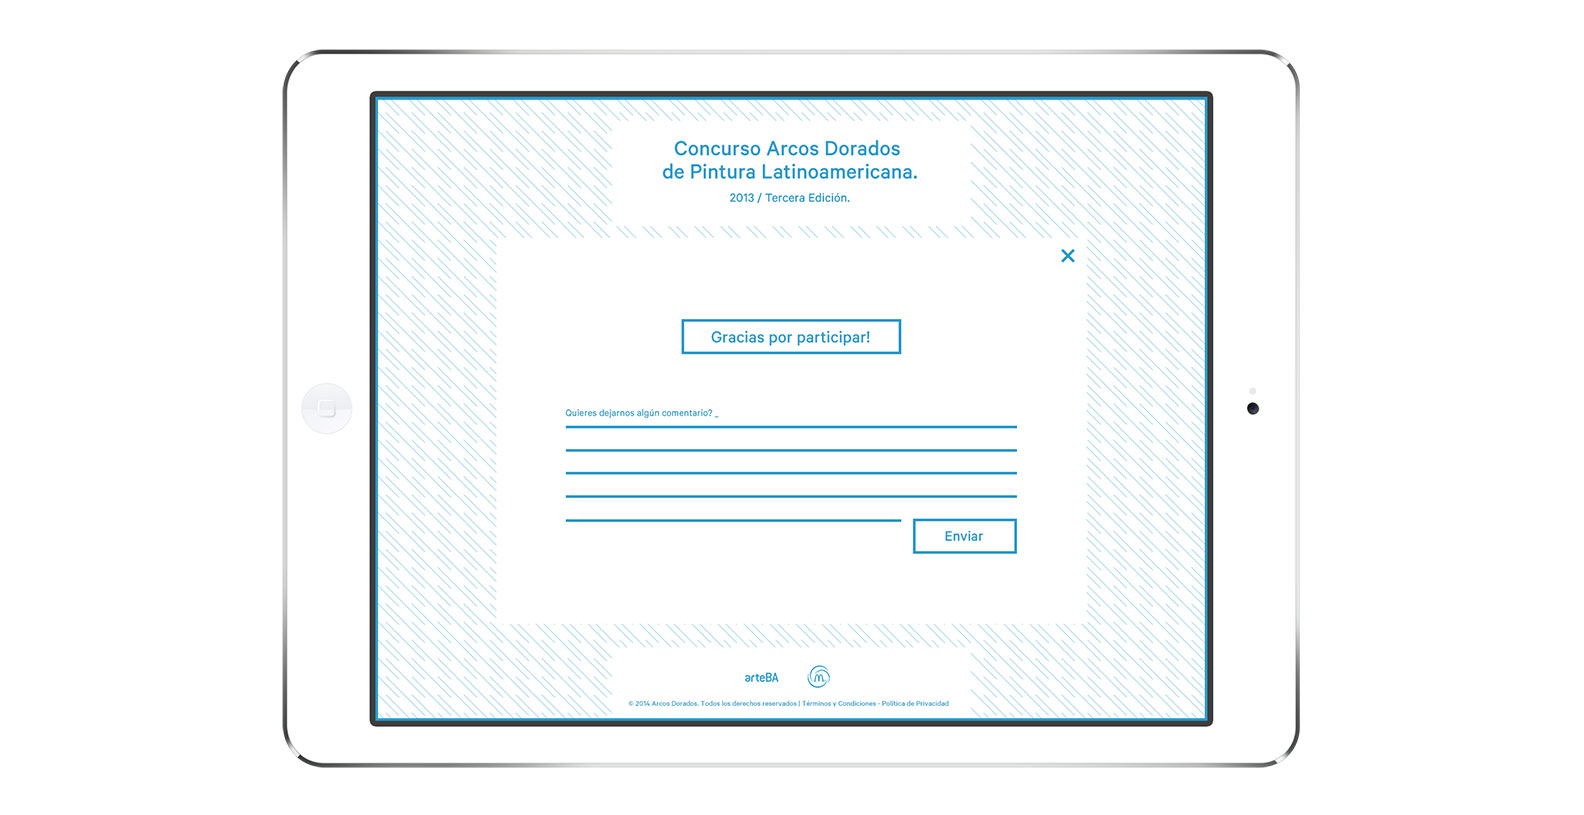 Concurso Arcos Dorados
de Pintura Latinoamericana.
2013 / Tercera Edición.
Gracias por participar!
Quieres dejarnos algún comentario? _
Enviar
arteBA
m
© 2014 Arcos Dorados. Todos los derechos reservados | Términos y Condiciones - Política de Privacidad